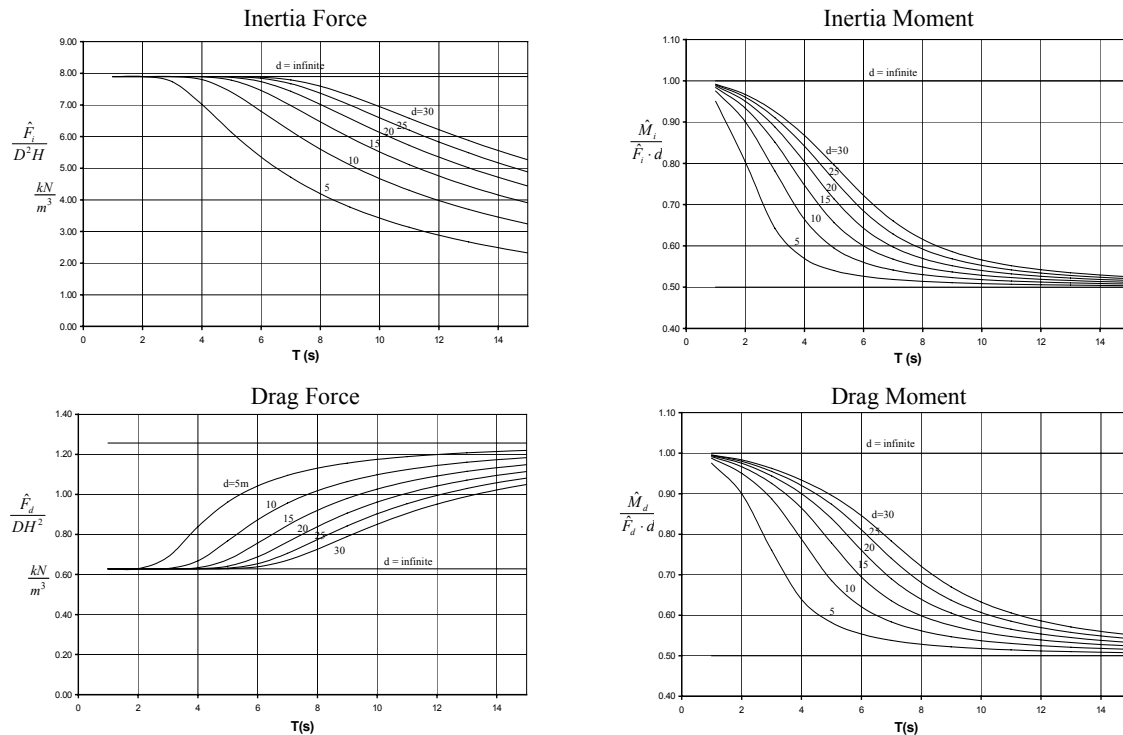 Inertia Force
9.00
8.00
7.00
6.00
5.00
4.00
3.00
2.00
1.00
0.00
F̂i
D²H
kN
m³
d = infinite
d=30
25
20
15
10
5
0 2 4 6 8 10 12 14
T (s)
Inertia Moment
1.10
1.00
0.90
0.80
0.70
0.60
0.50
0.40
M̂i
F̂i · d
d = infinite
d=30
25
20
15
10
5
0 2 4 6 8 10 12 14
T (s)
Drag Force
1.40
1.20
1.00
0.80
0.60
0.40
0.20
0.00
F̂d
DH²
kN
m³
d=5m
10
15
20
25
30
d = infinite
0 2 4 6 8 10 12 14
T(s)
Drag Moment
1.10
1.00
0.90
0.80
0.70
0.60
0.50
0.40
M̂d
F̂d · d
d = infinite
d=30
25
20
15
10
5
0 2 4 6 8 10 12 14
T(s)